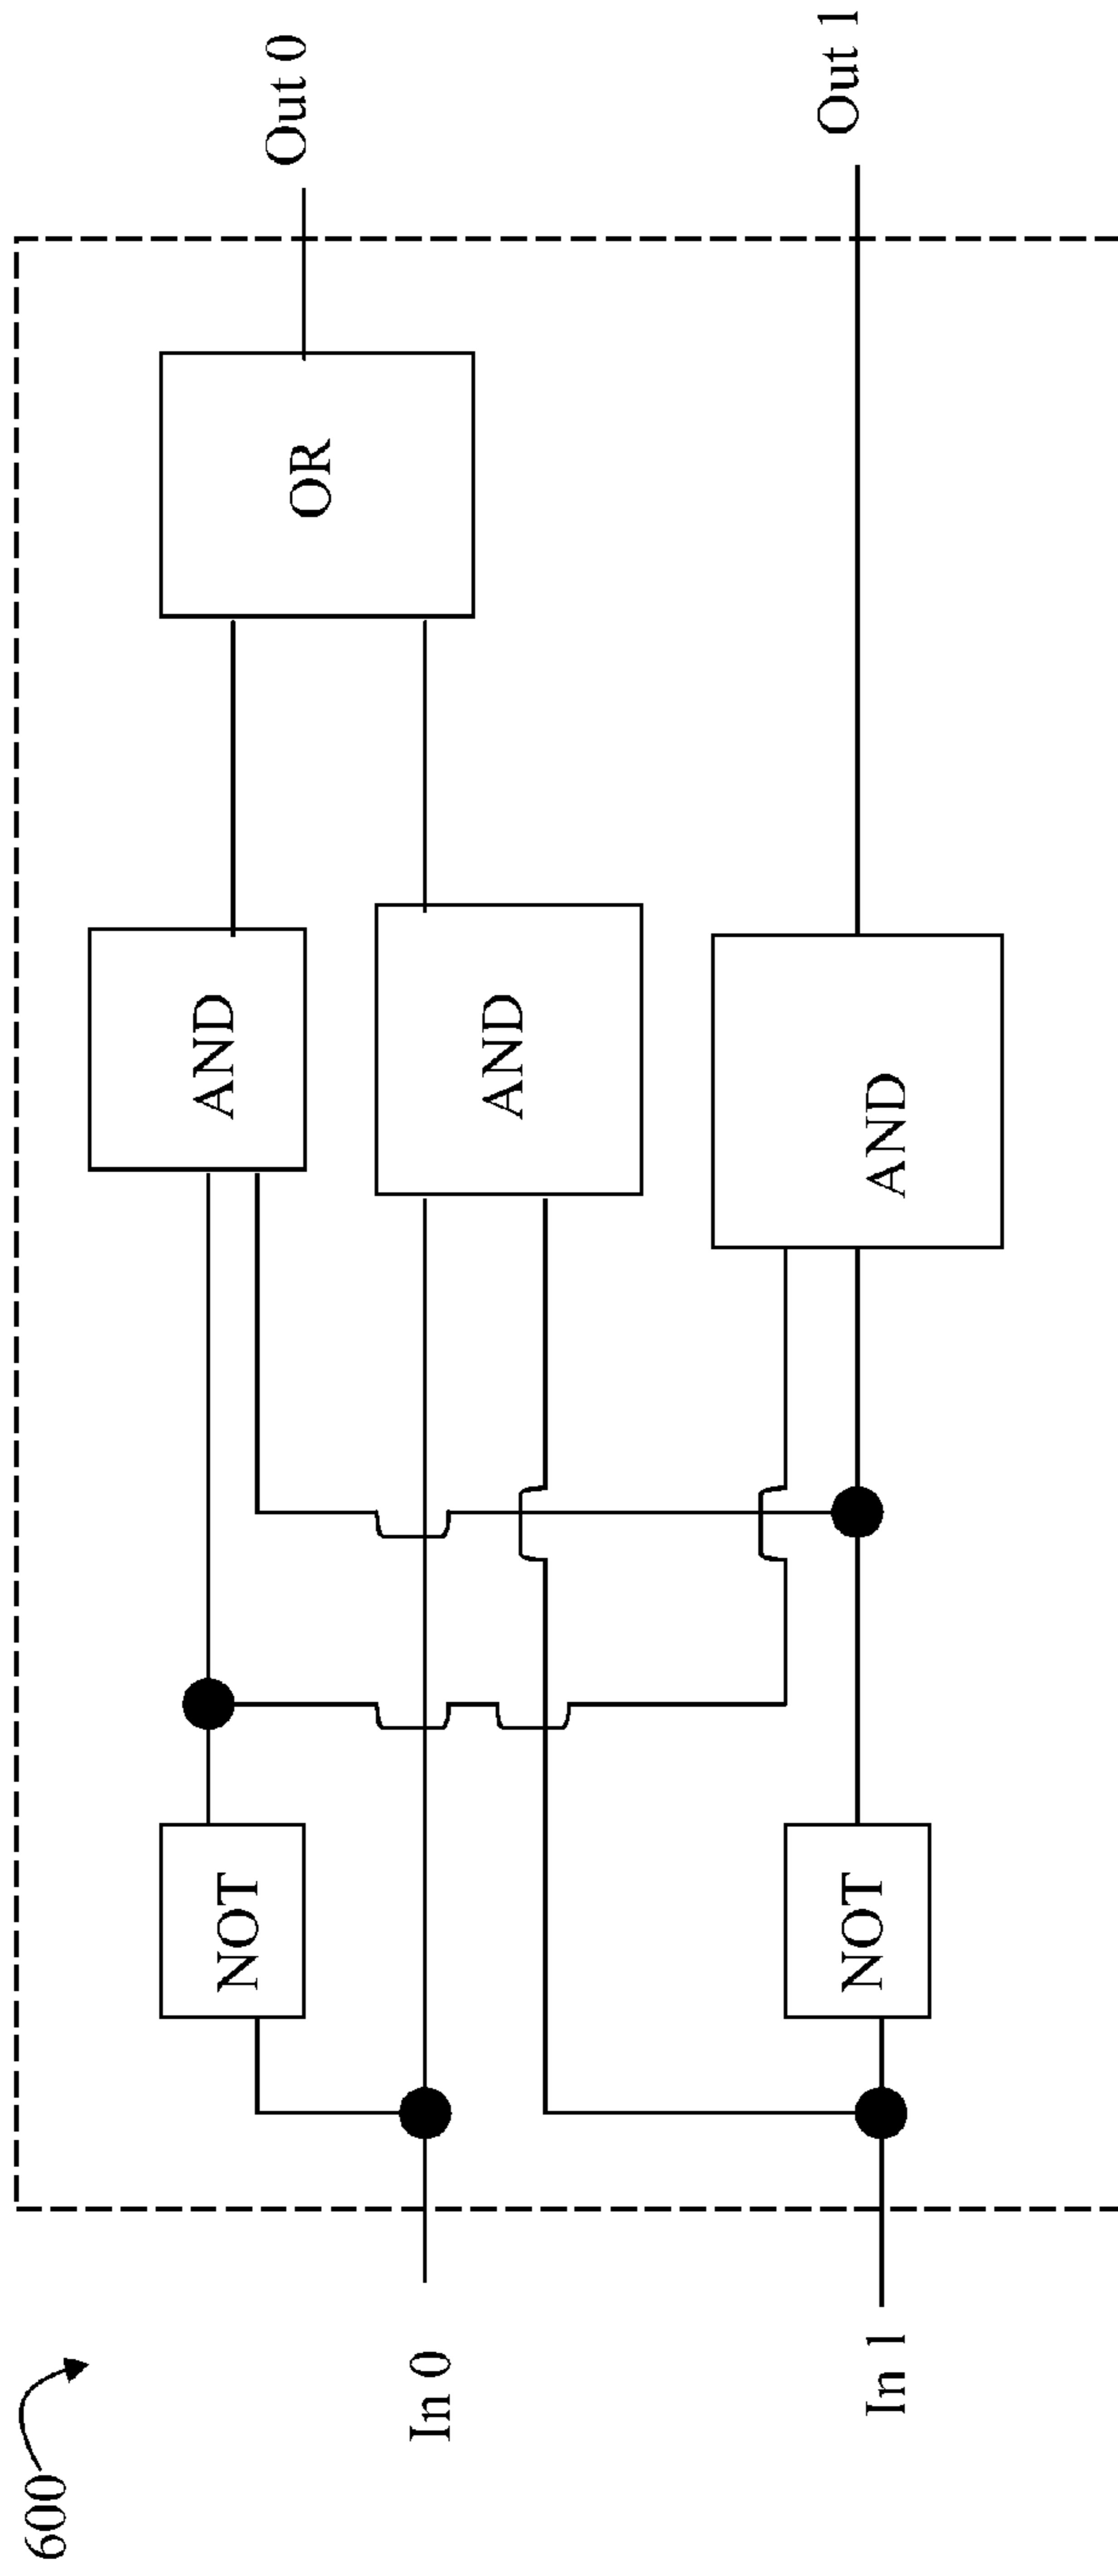 600
In 0
In 1
NOT
NOT
AND
AND
AND
OR
Out 0
Out 1